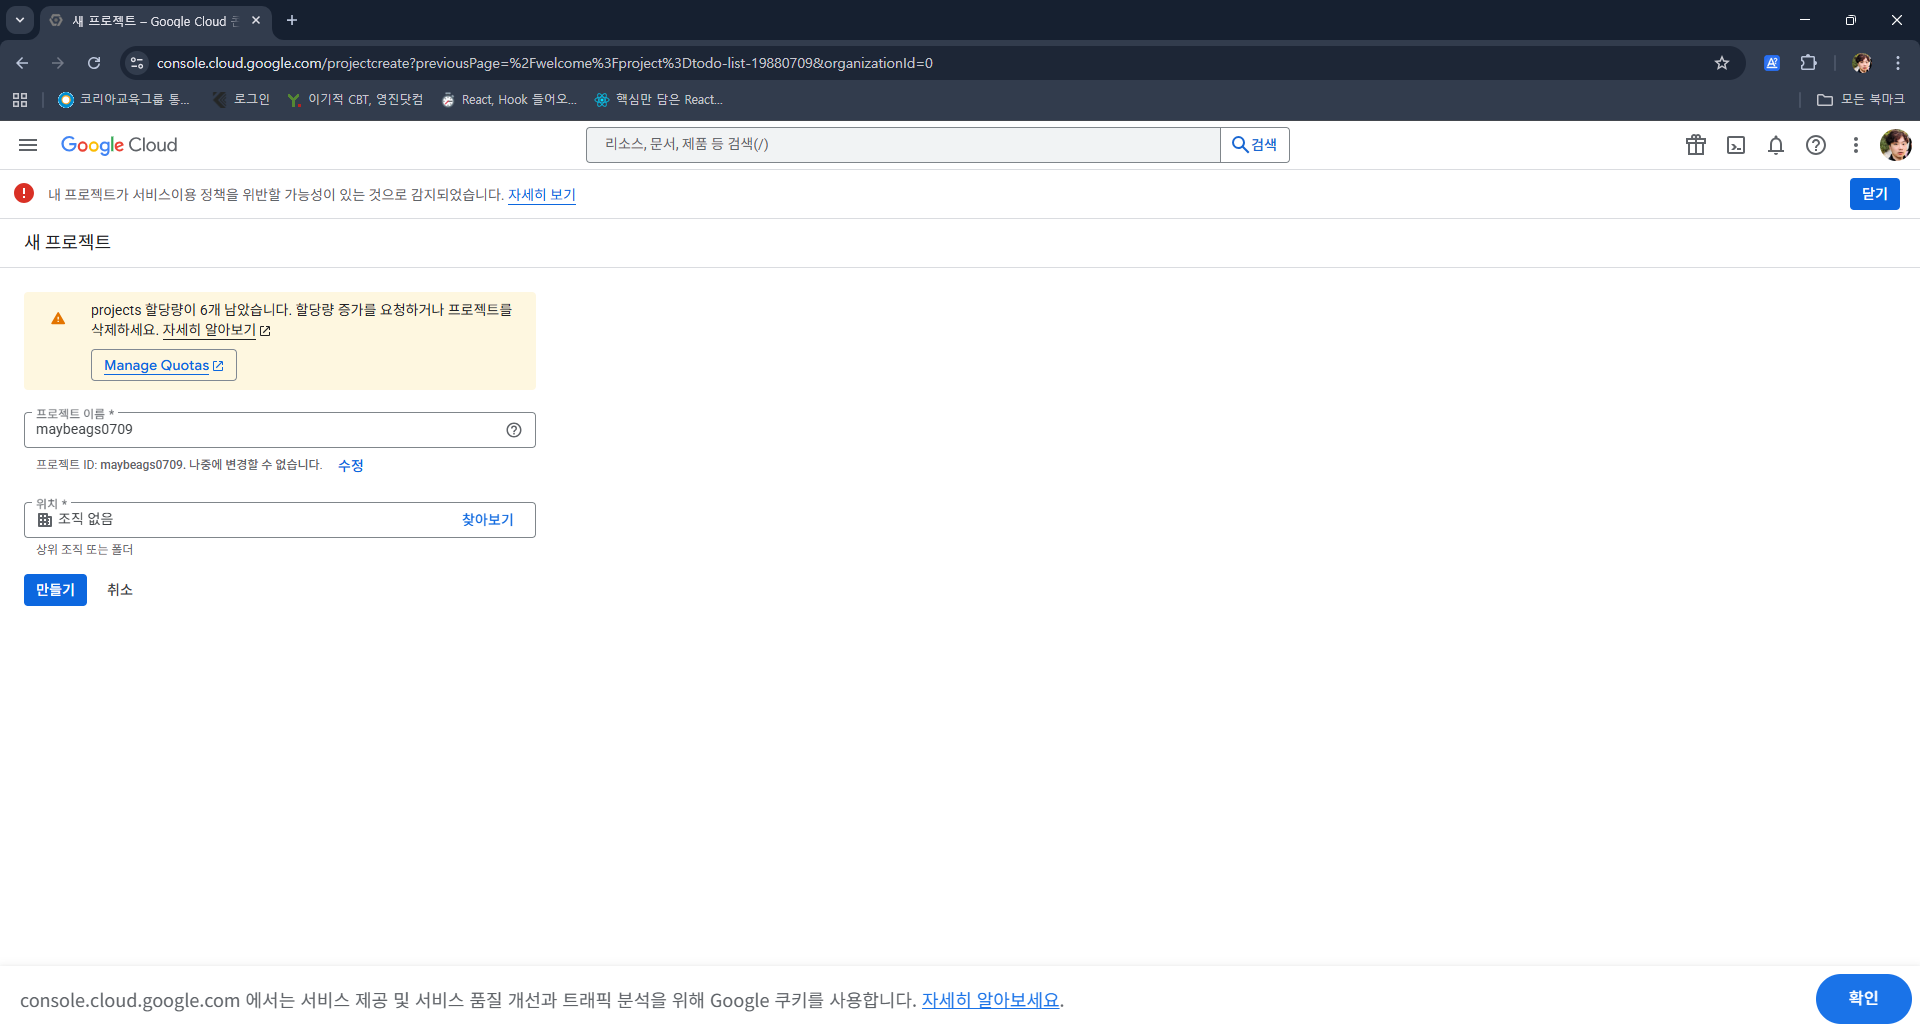 새 프로젝트 – Google Cloud
console.cloud.google.com/projectcreate?previousPage=%2Fwelcome%3Fproject%3Dtodo-list-19880709&organizationId=0
코리아교육그룹 통... 로그인 이기적 CBT, 영진닷컴 React, Hook 들어오... 핵심만 담은 React... 모든 북마크
Google Cloud 리소스, 문서, 제품 등 검색(/) 검색
내 프로젝트가 서비스이용 정책을 위반할 가능성이 있는 것으로 감지되었습니다. 자세히 보기 닫기
새 프로젝트
projects 할당량이 6개 남았습니다. 할당량 증가를 요청하거나 프로젝트를
삭제하세요. 자세히 알아보기
Manage Quotas
프로젝트 이름 *
maybeags0709
프로젝트 ID: maybeags0709. 나중에 변경할 수 없습니다. 수정
위치 *
조직 없음 찾아보기
상위 조직 또는 폴더
만들기 취소
console.cloud.google.com 에서는 서비스 제공 및 서비스 품질 개선과 트래픽 분석을 위해 Google 쿠키를 사용합니다. 자세히 알아보세요. 확인